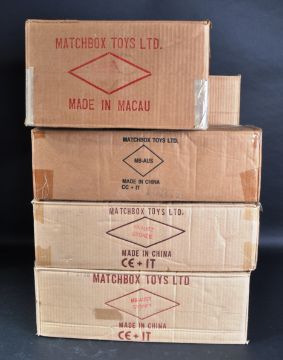 MATCHBOX TOYS LTD.
MADE IN MACAU
MATCHBOX TOYS LTD.
MB-AUS
MADE IN CHINA
CC + IT
MATCHBOX TOYS LTD.
MADE IN CHINA
CE + IT
MATCHBOX TOYS LTD
MADE IN CHINA
CE + IT